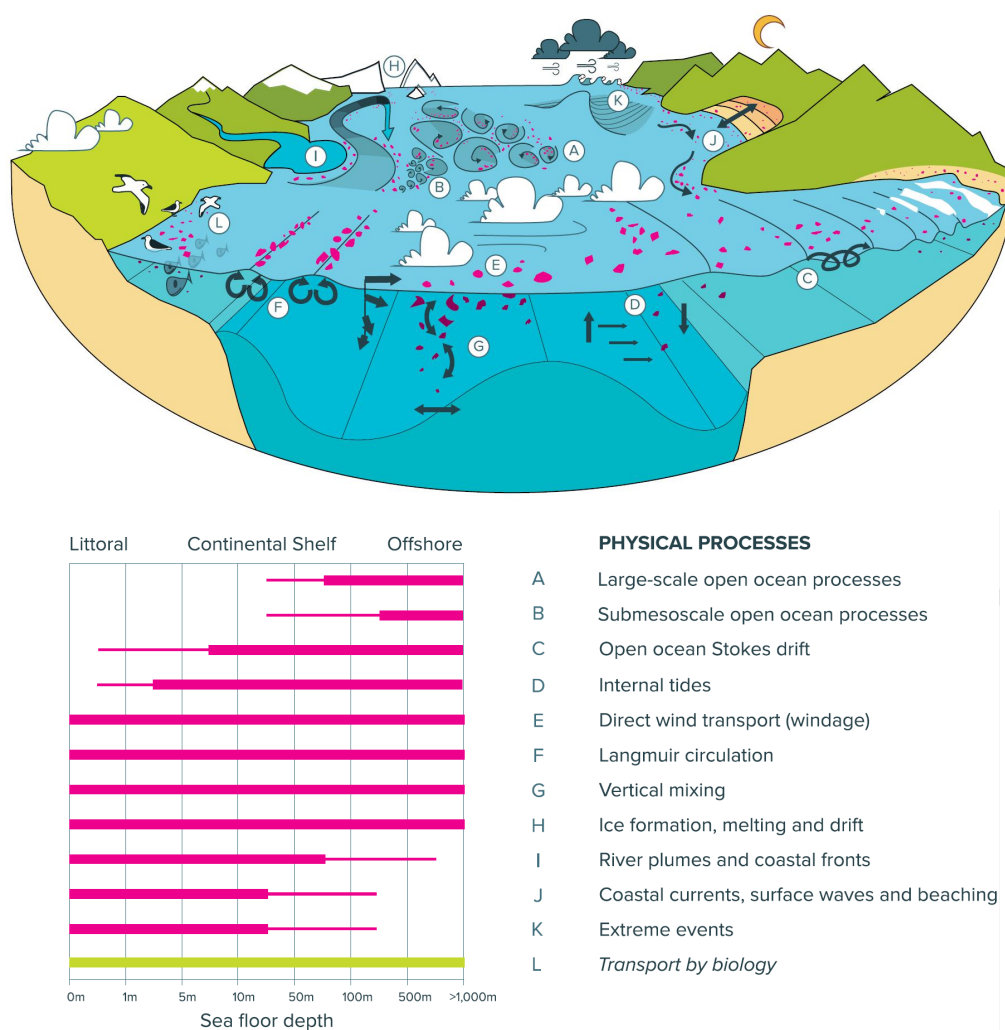 H
K
J
I
A
B
L
E
C
D
F
G
Littoral Continental Shelf Offshore
PHYSICAL PROCESSES
A Large-scale open ocean processes
B Submesoscale open ocean processes
C Open ocean Stokes drift
D Internal tides
E Direct wind transport (windage)
F Langmuir circulation
G Vertical mixing
H Ice formation, melting and drift
I River plumes and coastal fronts
J Coastal currents, surface waves and beaching
K Extreme events
L Transport by biology
0m 1m 5m 10m 50m 100m 500m >1,000m
Sea floor depth